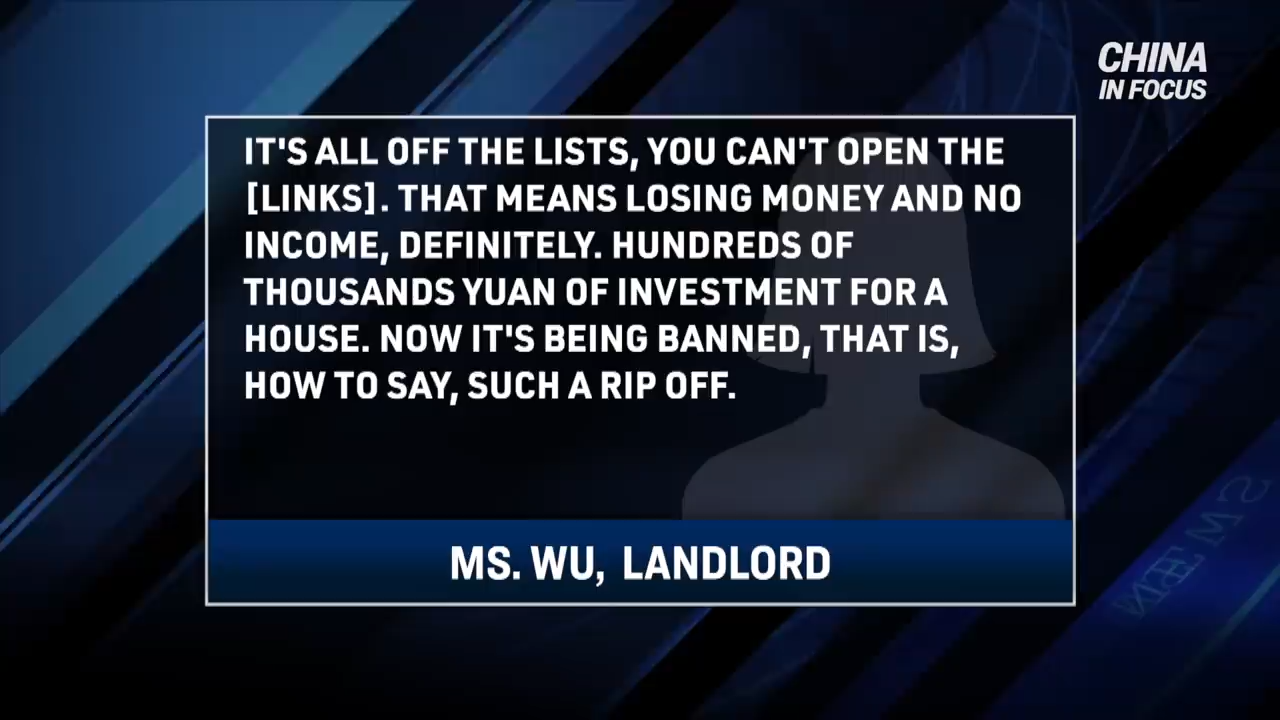 CHINA
IN FOCUS
IT'S ALL OFF THE LISTS, YOU CAN'T OPEN THE
[LINKS]. THAT MEANS LOSING MONEY AND NO
INCOME, DEFINITELY. HUNDREDS OF
THOUSANDS YUAN OF INVESTMENT FOR A
HOUSE. NOW IT'S BEING BANNED, THAT IS,
HOW TO SAY, SUCH A RIP OFF.
MS. WU, LANDLORD